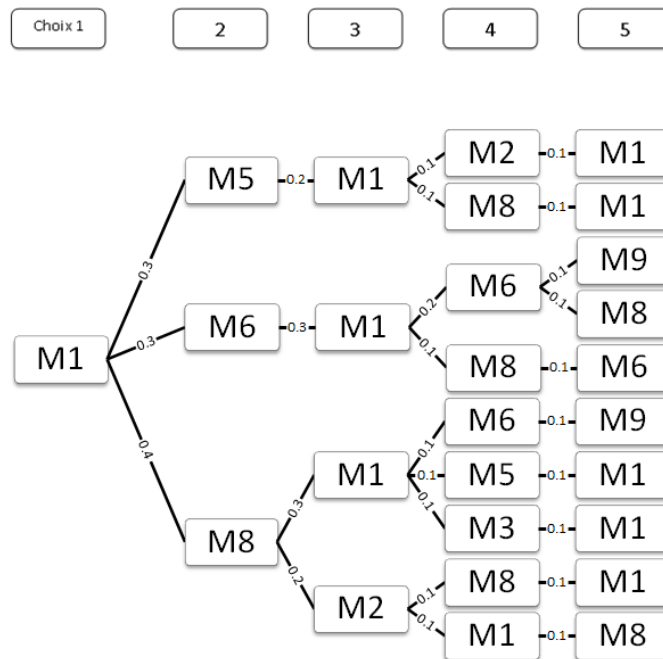 Choix 1 2 3 4 5
M2 0.1 M1
M5 0.2 M1 0.1 0.1
M8 0.1 M1
0.3
M6 0.1 0.1 M9
M8
M1 0.3 M6 0.3 M1 0.2 0.1
M8 0.1 M6
0.4
M6 0.1 M9
M1 0.1 0.1 0.1 M5 0.1 M1
M3 0.1 M1
M8 0.3 0.2
M8 0.1 M1
M2 0.1 0.1
M1 0.1 M8